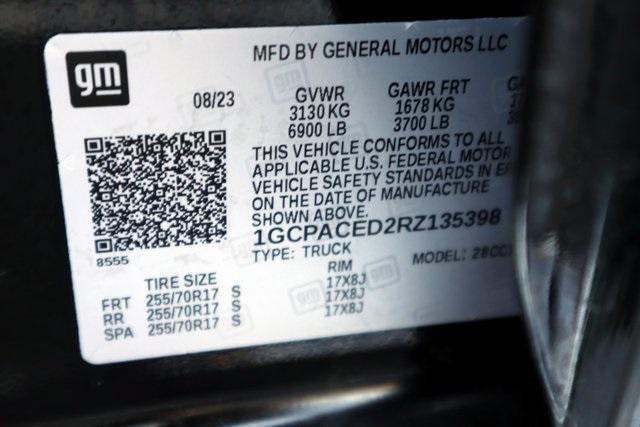 gm
MFD BY GENERAL MOTORS LLC
08/23
GVWR GAWR FRT
3130 KG 1678 KG
6900 LB 3700 LB
THIS VEHICLE CONFORMS TO ALL
APPLICABLE U.S. FEDERAL MOTOR
VEHICLE SAFETY STANDARDS IN
ON THE DATE OF MANUFACTURE
SHOWN ABOVE.
1GCPACED2RZ135398
TYPE: TRUCK MODEL:
8555
TIRE SIZE RIM
FRT 255/70R17 S 17X8J
RR 255/70R17 S 17X8J
SPA 255/70R17 S 17X8J